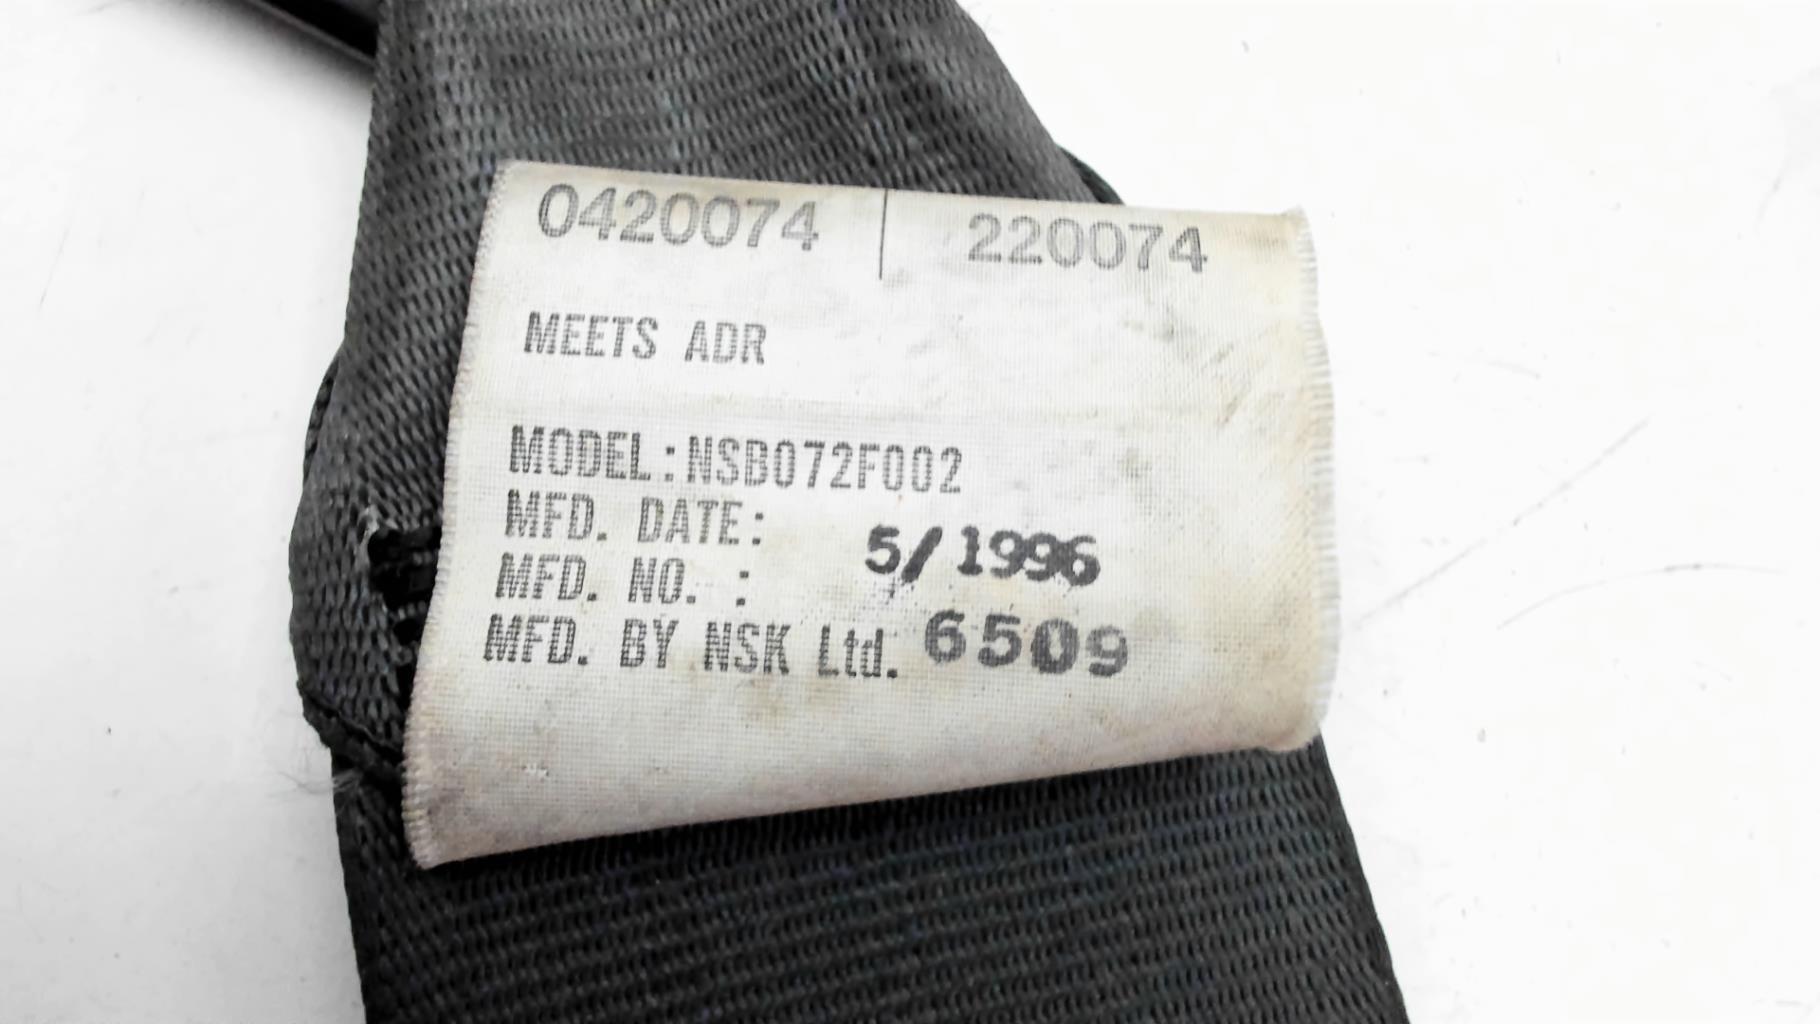 0420074 | 220074
MEETS ADR
MODEL:NSB072F002
MFD. DATE: 5/1996
MFD. NO. : 6509
MFD. BY NSK Ltd.